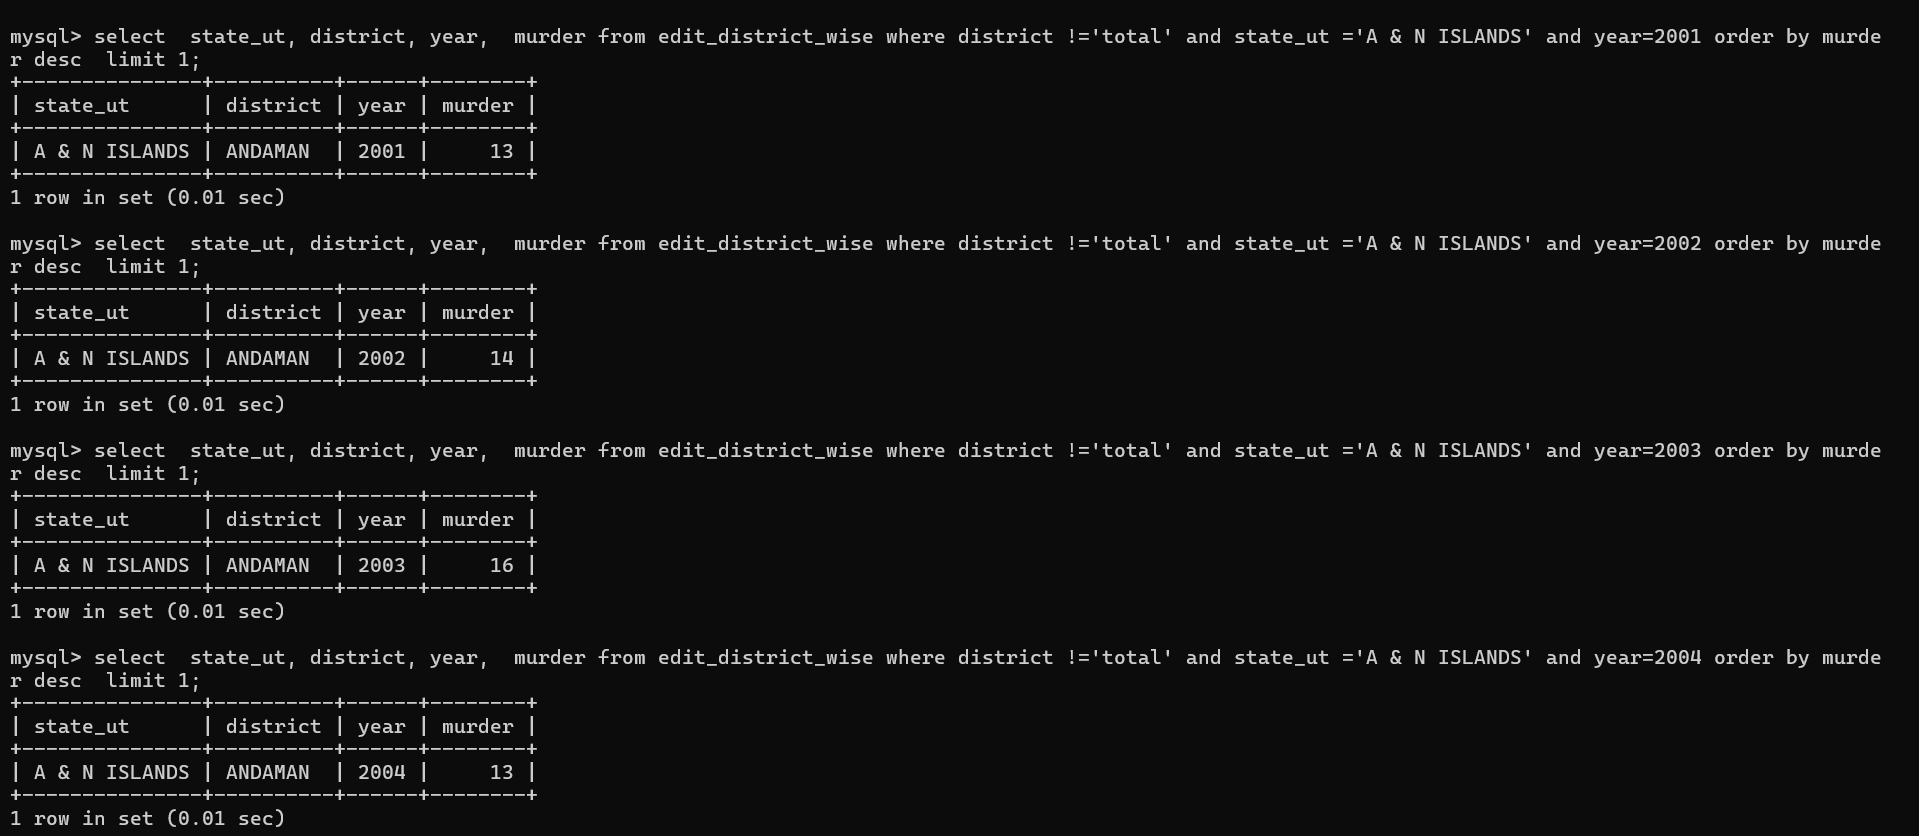 mysql> select  state_ut, district, year,  murder from edit_district_wise where district !='total' and state_ut ='A & N ISLANDS' and year=2001 order by murde
r desc  limit 1;
+---------------+----------+------+--------+
| state_ut      | district | year | murder |
+---------------+----------+------+--------+
| A & N ISLANDS | ANDAMAN  | 2001 |     13 |
+---------------+----------+------+--------+
1 row in set (0.01 sec)
mysql> select  state_ut, district, year,  murder from edit_district_wise where district !='total' and state_ut ='A & N ISLANDS' and year=2002 order by murde
r desc  limit 1;
+---------------+----------+------+--------+
| state_ut      | district | year | murder |
+---------------+----------+------+--------+
| A & N ISLANDS | ANDAMAN  | 2002 |     14 |
+---------------+----------+------+--------+
1 row in set (0.01 sec)
mysql> select  state_ut, district, year,  murder from edit_district_wise where district !='total' and state_ut ='A & N ISLANDS' and year=2003 order by murde
r desc  limit 1;
+---------------+----------+------+--------+
| state_ut      | district | year | murder |
+---------------+----------+------+--------+
| A & N ISLANDS | ANDAMAN  | 2003 |     16 |
+---------------+----------+------+--------+
1 row in set (0.01 sec)
mysql> select  state_ut, district, year,  murder from edit_district_wise where district !='total' and state_ut ='A & N ISLANDS' and year=2004 order by murde
r desc  limit 1;
+---------------+----------+------+--------+
| state_ut      | district | year | murder |
+---------------+----------+------+--------+
| A & N ISLANDS | ANDAMAN  | 2004 |     13 |
+---------------+----------+------+--------+
1 row in set (0.01 sec)